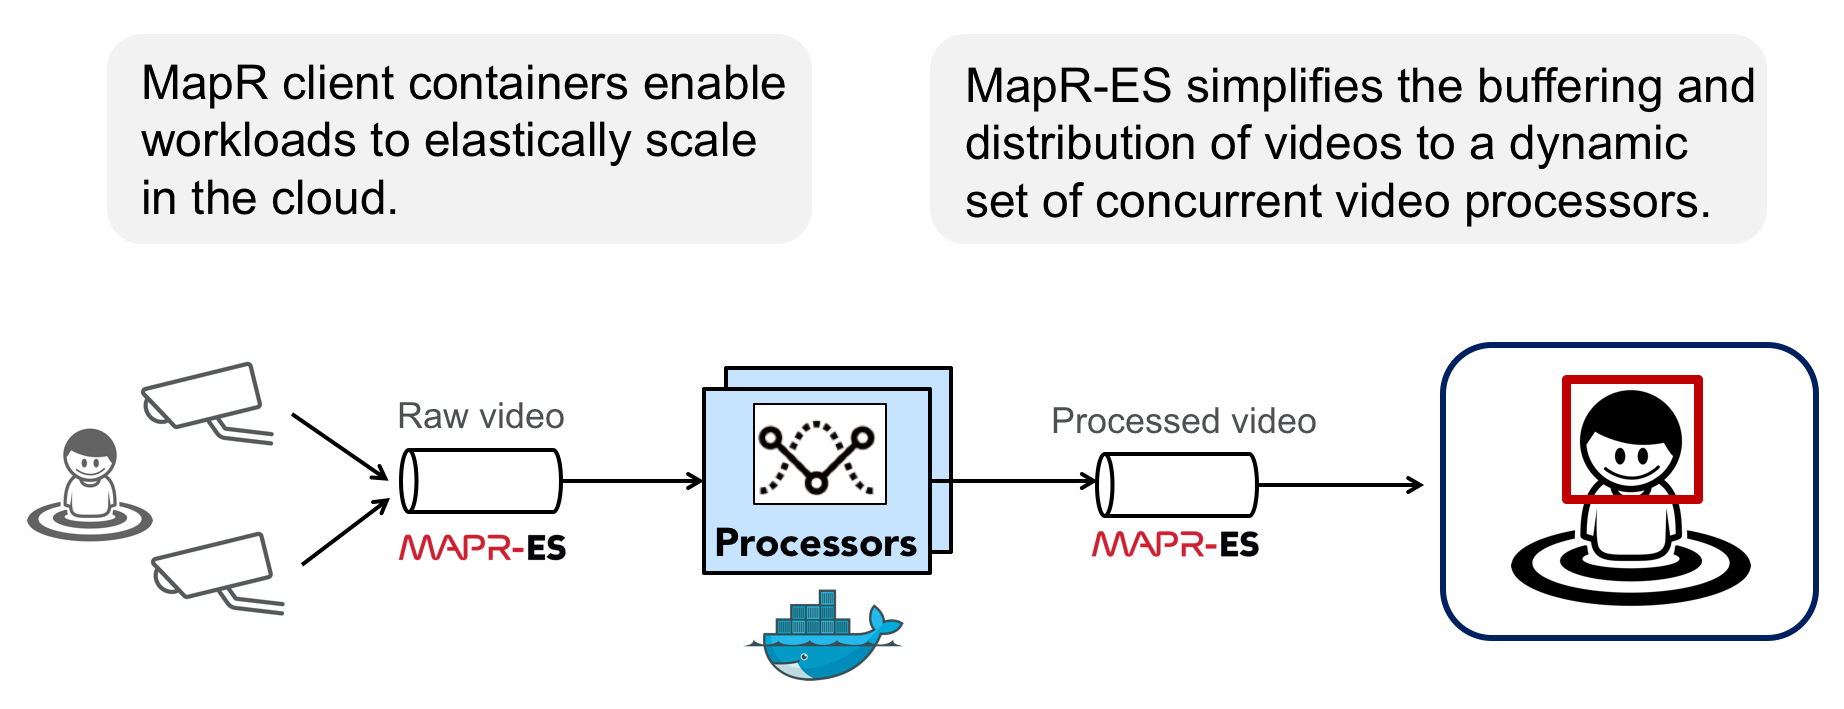 MapR client containers enable
workloads to elastically scale
in the cloud.
MapR-ES simplifies the buffering and
distribution of videos to a dynamic
set of concurrent video processors.
Raw video
MAPR-ES
Processors
Processed video
MAPR-ES